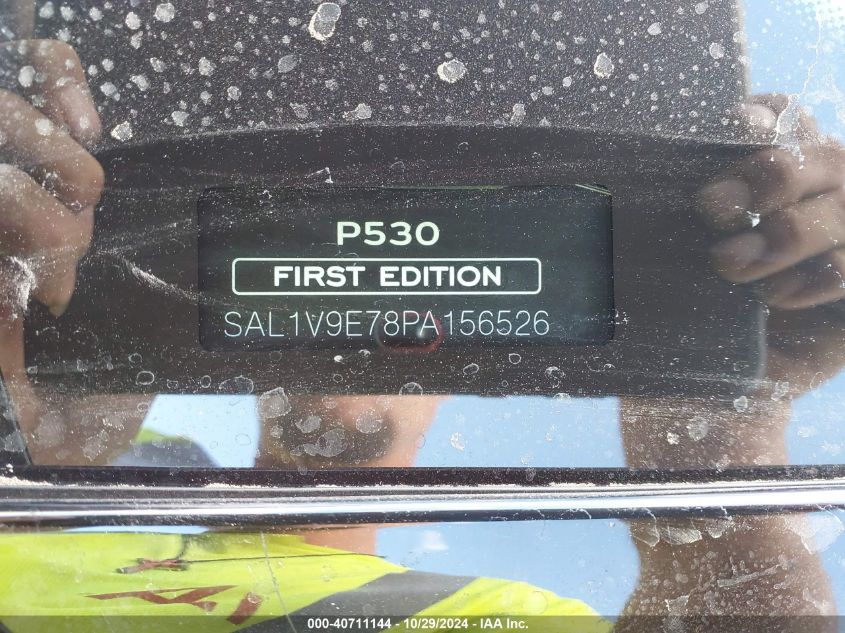 P530
FIRST EDITION
SAL1V9E78PA156526
000-40711144 - 10/29/2024 - IAA Inc.